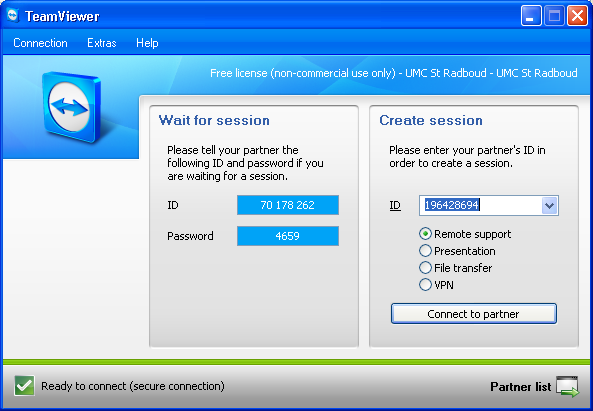 TeamViewer
Connection Extras Help
Free license (non-commercial use only) - UMC St Radboud - UMC St Radboud
Wait for session
Please tell your partner the
following ID and password if you
are waiting for a session.
ID 70 178 262
Password 4659
Create session
Please enter your partner's ID in
order to create a session.
ID 196428694
Remote support
Presentation
File transfer
VPN
Connect to partner
Ready to connect (secure connection)
Partner list